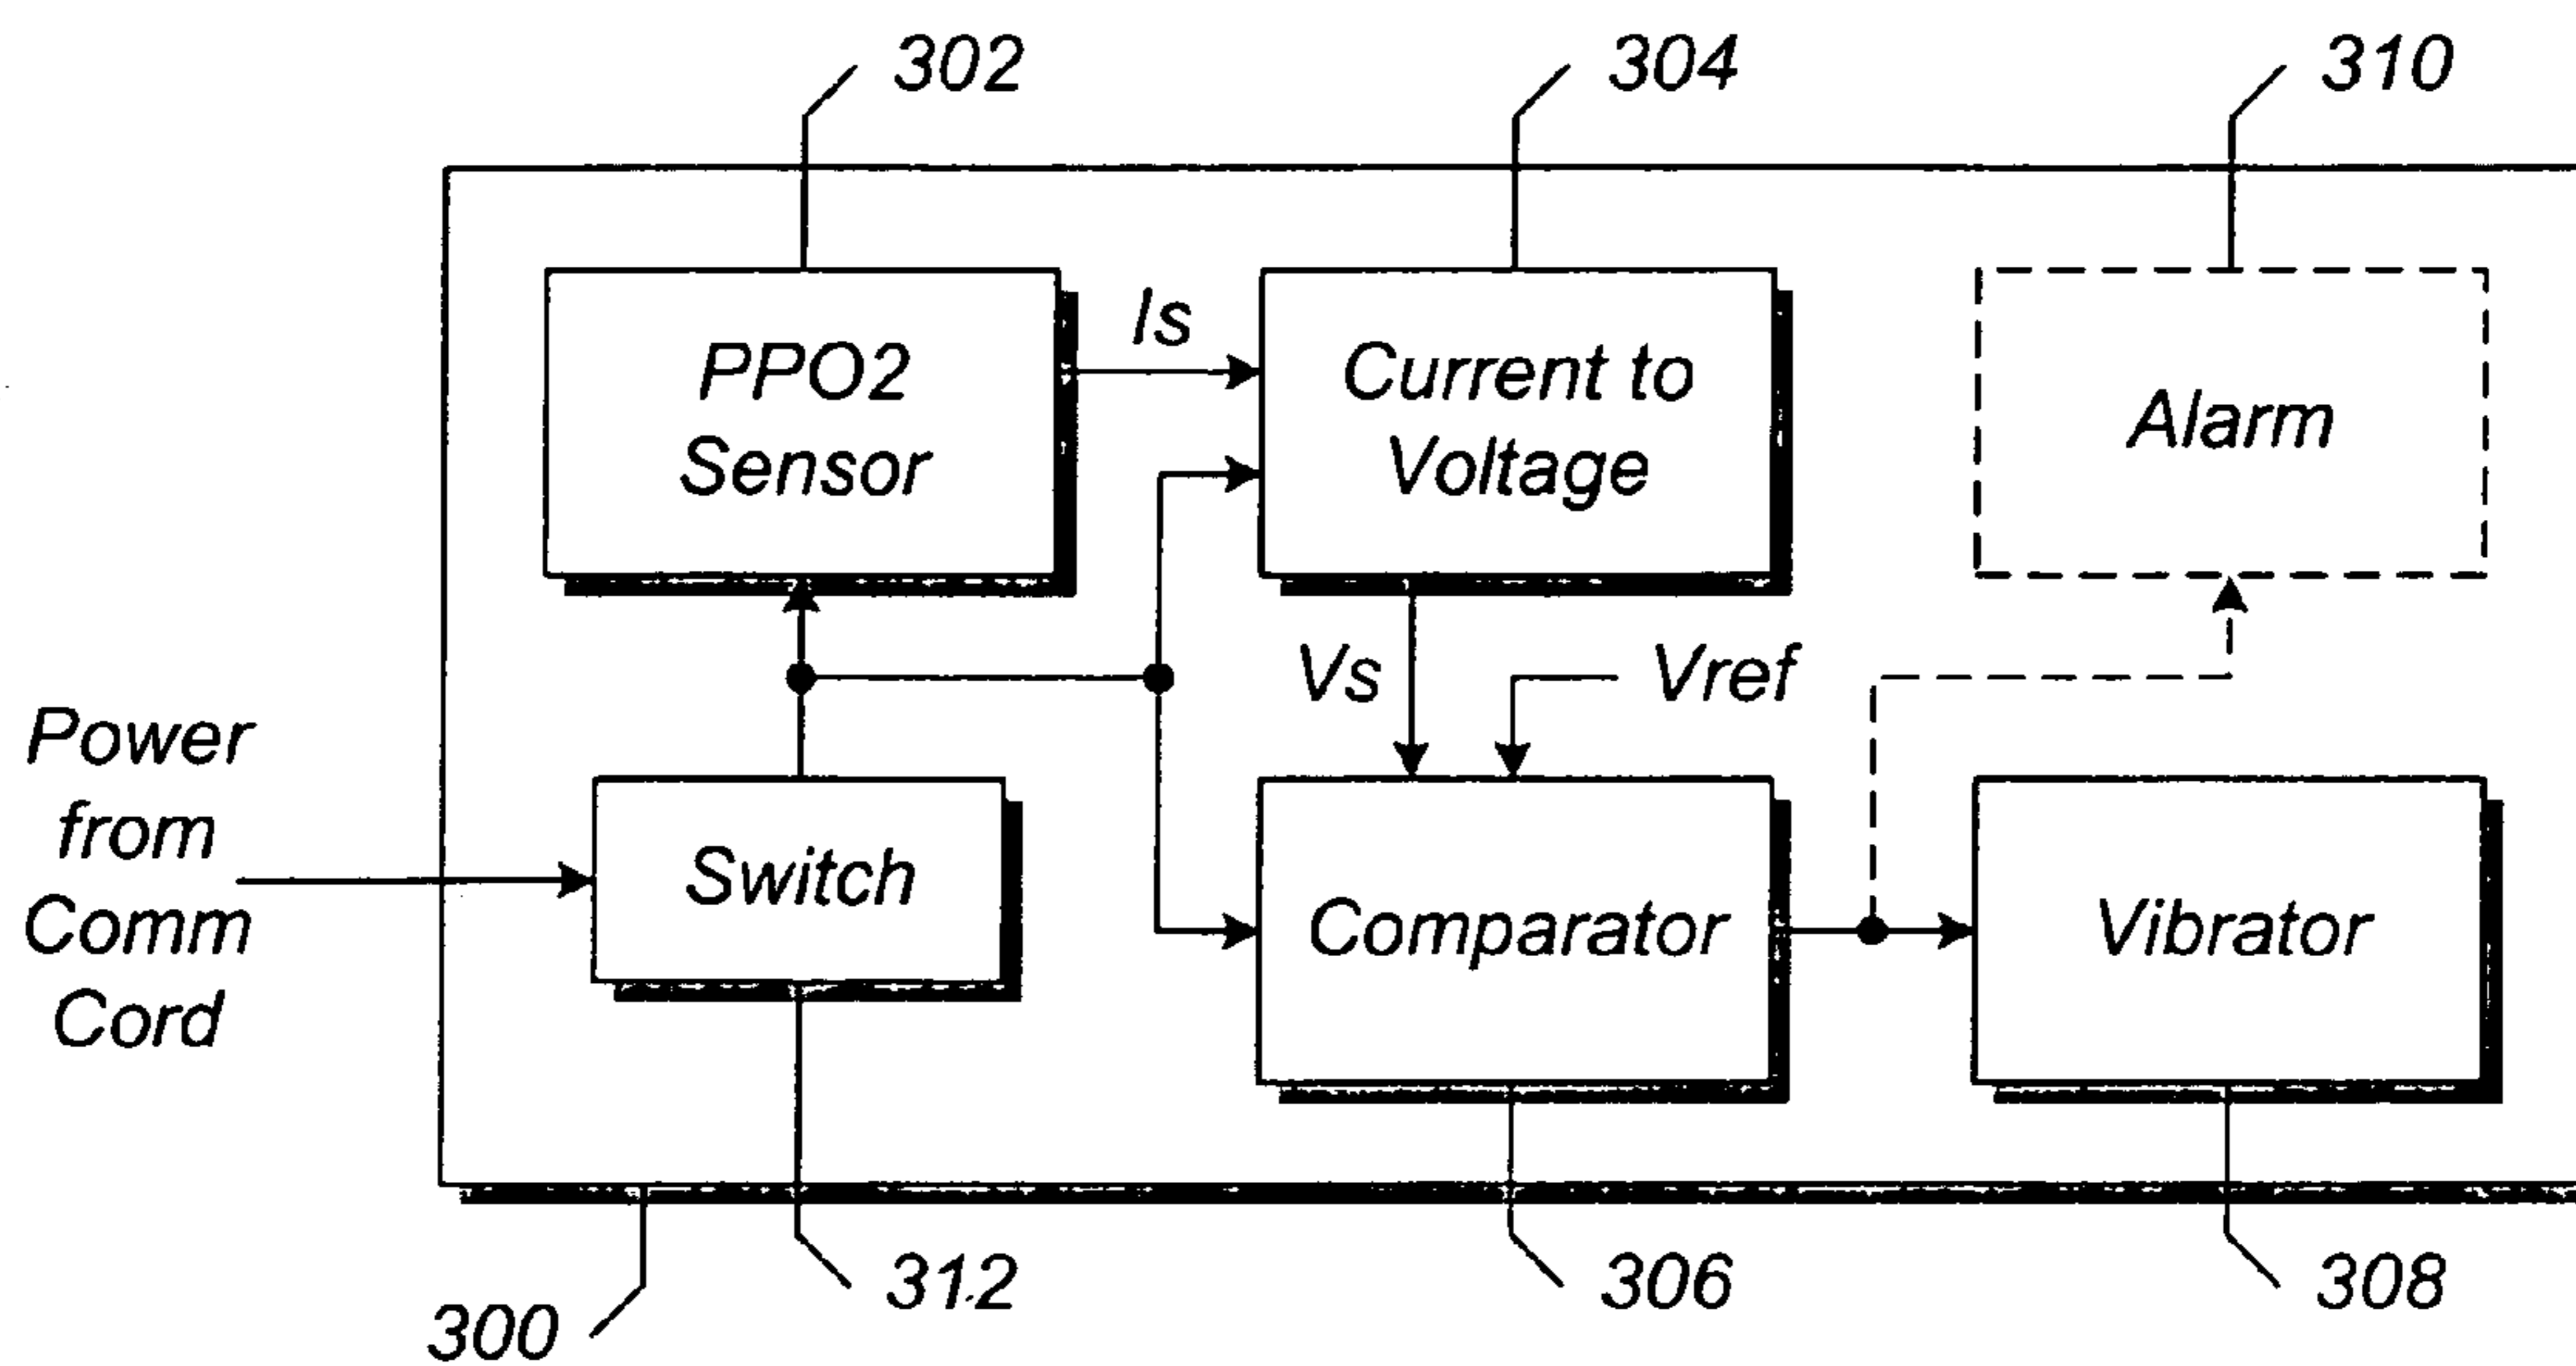 302
304
310
PPO2
Sensor
Is
Current to
Voltage
Alarm
Vs
Vref
Power
from
Comm
Cord
Switch
Comparator
Vibrator
300
312
306
308